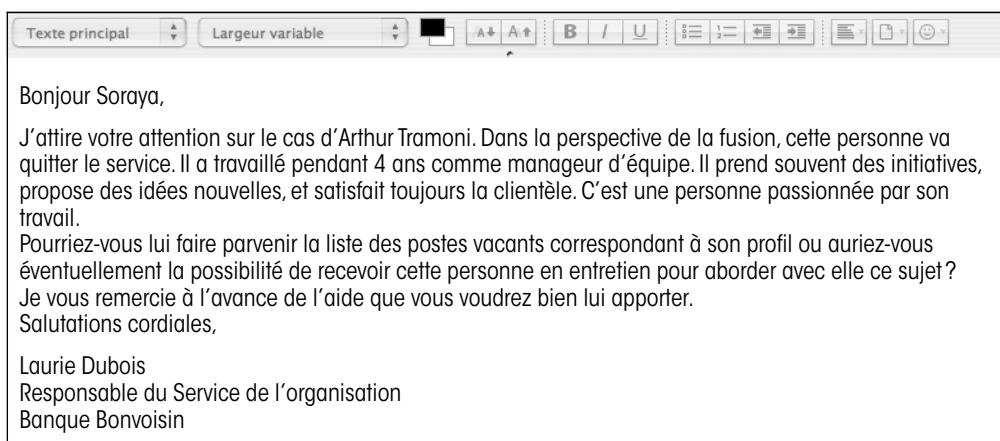 Texte principal Largeur variable A A B I U
Bonjour Soraya,
J'attire votre attention sur le cas d'Arthur Tramoni. Dans la perspective de la fusion, cette personne va
quitter le service. Il a travaillé pendant 4 ans comme manageur d'équipe. Il prend souvent des initiatives,
propose des idées nouvelles, et satisfait toujours la clientèle. C'est une personne passionnée par son
travail.
Pourriez-vous lui faire parvenir la liste des postes vacants correspondant à son profil ou auriez-vous
éventuellement la possibilité de recevoir cette personne en entretien pour aborder avec elle ce sujet ?
Je vous remercie à l'avance de l'aide que vous voudrez bien lui apporter.
Salutations cordiales,
Laurie Dubois
Responsable du Service de l'organisation
Banque Bonvoisin